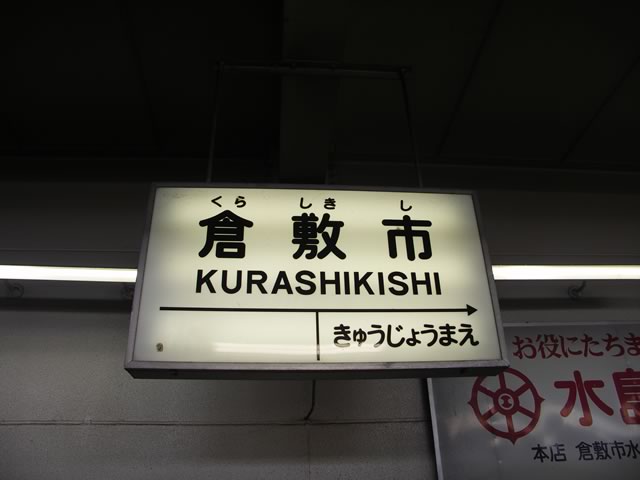 くら しき し
倉敷市
KURASHIKISHI
きゅうじょうまえ
お役にたちま
水島
本店 倉敷市水